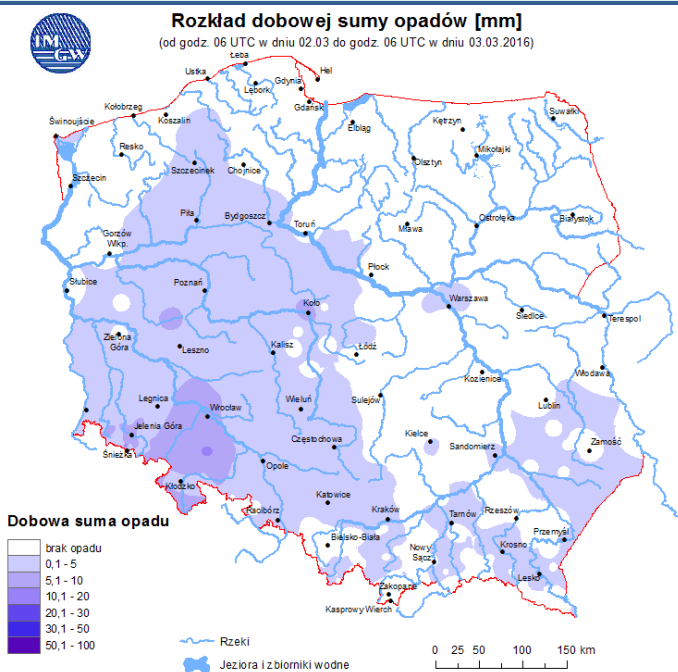 Rozkład dobowej sumy opadów [mm]
(od godz. 06 UTC w dniu 02.03 do godz. 06 UTC w dniu 03.03.2016)
IM
GW
Łeba
Ustka
Hel
Gdynia
Lębork
Gdańsk
Kołobrzeg
Koszalin
Świnoujście
Elbląg
Kętrzyn
Suwałki
Resko
Szczecinek
Chojnice
Olsztyn
Mikołajki
Szczecin
Piła
Bydgoszcz
Toruń
Mława
Ostrołęka
Białystok
Gorzów
Wlkp.
Płock
Słubice
Poznań
Koło
Warszawa
Siedlce
Terespol
Zielona
Góra
Leszno
Kalisz
Łódź
Kozienice
Włodawa
Legnica
Wrocław
Wieluń
Sulejów
Lublin
Jelenia Góra
Częstochowa
Kielce
Sandomierz
Zamość
Śnieżka
Opole
Kłodzko
Katowice
Racibórz
Kraków
Tarnów
Rzeszów
Przemyśl
Bielsko-Biała
Nowy
Sącz
Krosno
Lesko
Zakopane
Kasprowy Wierch
Dobowa suma opadu
brak opadu
0,1 - 5
5,1 - 10
10,1 - 20
20,1 - 30
30,1 - 50
50,1 - 100
Rzeki
Jeziora i zbiorniki wodne
0 25 50 100 150 km